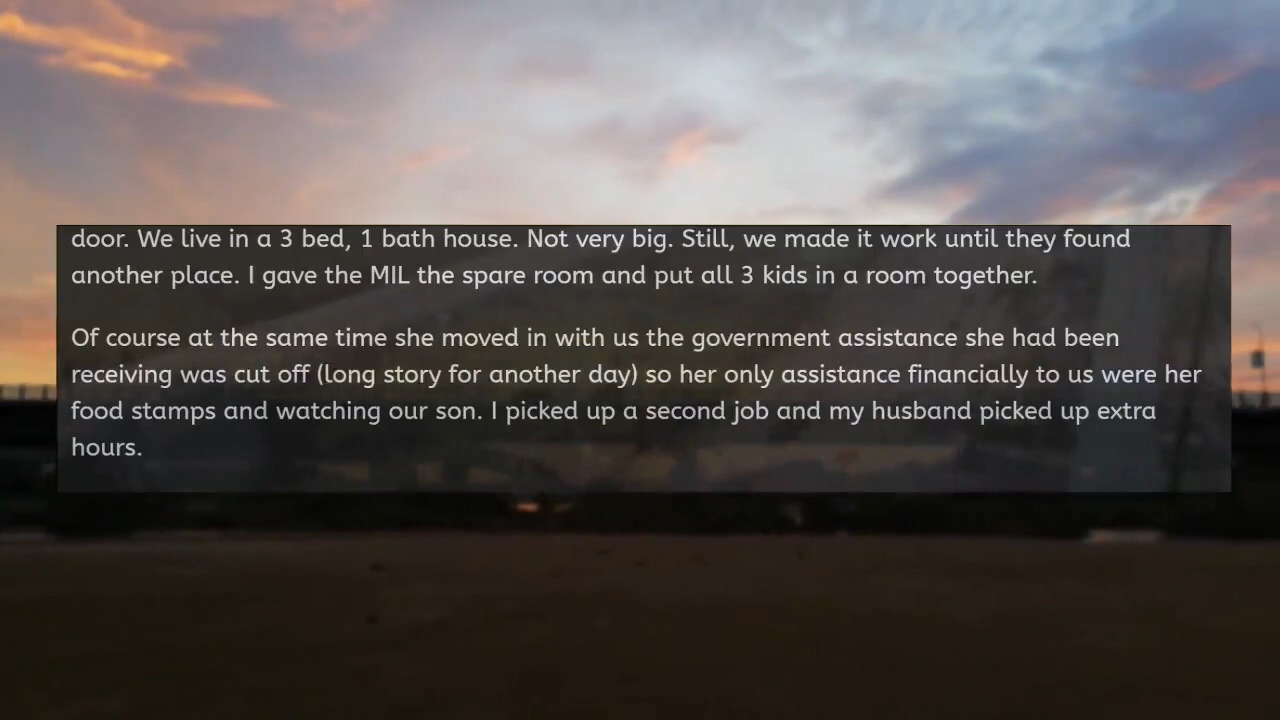 door. We live in a 3 bed, 1 bath house. Not very big. Still, we made it work until they found
another place. I gave the MIL the spare room and put all 3 kids in a room together.
Of course at the same time she moved in with us the government assistance she had been
receiving was cut off (long story for another day) so her only assistance financially to us were her
food stamps and watching our son. I picked up a second job and my husband picked up extra
hours.